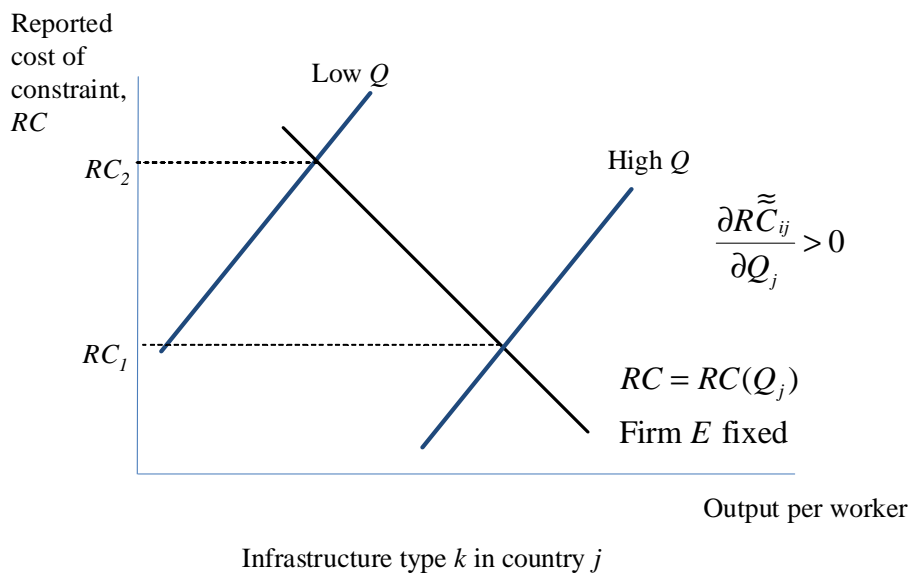 Reported
cost of
constraint,
RC
Low Q
RC₂
High Q
∂RC̃̃ᵢⱼ
∂Qⱼ
> 0
RC₁
RC = RC(Qⱼ)
Firm E fixed
Output per worker
Infrastructure type k in country j